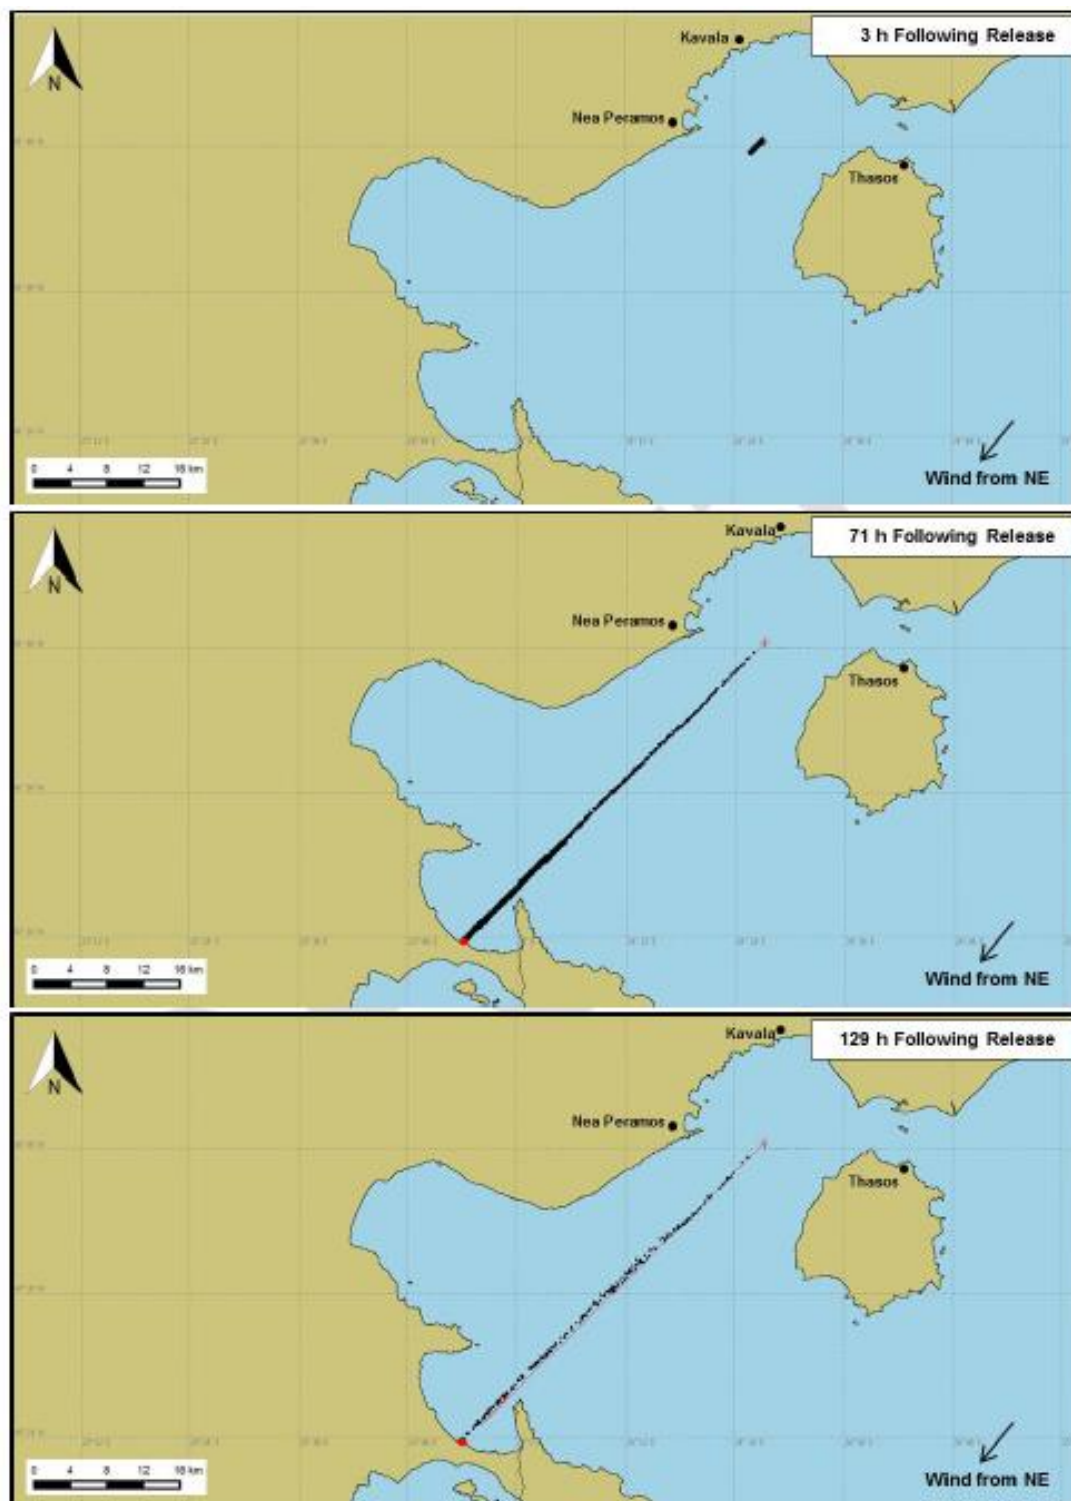 3 h Following Release
Kavala
N
Nea Peramos
Thasos
0 4 8 12 16 km
Wind from NE
71 h Following Release
Kavala
N
Nea Peramos
Thasos
0 4 8 12 16 km
Wind from NE
129 h Following Release
Kavala
N
Nea Peramos
Thasos
0 4 8 12 16 km
Wind from NE